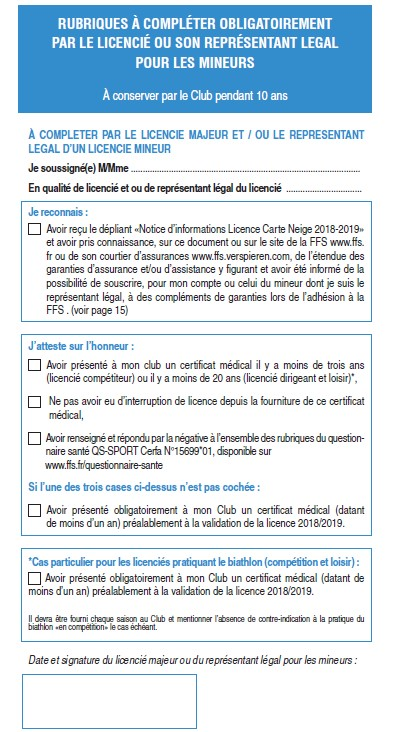 RUBRIQUES À COMPLÉTER OBLIGATOIREMENT
PAR LE LICENCIÉ OU SON REPRÉSENTANT LEGAL
POUR LES MINEURS
À conserver par le Club pendant 10 ans
À COMPLETER PAR LE LICENCIE MAJEUR ET / OU LE REPRESENTANT
LEGAL D'UN LICENCIE MINEUR
Je soussigné(e) M/Mme ................................................................................
En qualité de licencié et ou de représentant légal du licencié ................................
Je reconnais :
Avoir reçu le dépliant «Notice d'informations Licence Carte Neige 2018-2019»
et avoir pris connaissance, sur ce document ou sur le site de la FFS www.ffs.
fr ou de son courtier d'assurances www.ffs.verspieren.com, de l'étendue des
garanties d'assurance et/ou d'assistance y figurant et avoir été informé de la
possibilité de souscrire, pour mon compte ou celui du mineur dont je suis le
représentant légal, à des compléments de garanties lors de l'adhésion à la
FFS . (voir page 15)
J'atteste sur l'honneur :
Avoir présenté à mon club un certificat médical il y a moins de trois ans
(licencié compétiteur) ou il y a moins de 20 ans (licencié dirigeant et loisir)*,
Ne pas avoir eu d'interruption de licence depuis la fourniture de ce certificat
médical,
Avoir renseigné et répondu par la négative à l'ensemble des rubriques du question-
naire santé QS-SPORT Cerfa N°15699*01, disponible sur
www.ffs.fr/questionnaire-sante
Si l'une des trois cases ci-dessus n'est pas cochée :
Avoir présenté obligatoirement à mon Club un certificat médical (datant
de moins d'un an) préalablement à la validation de la licence 2018/2019.
*Cas particulier pour les licenciés pratiquant le biathlon (compétition et loisir) :
Avoir présenté obligatoirement à mon Club un certificat médical (datant de
moins d'un an) préalablement à la validation de la licence 2018/2019.
Il devra être fourni chaque saison au Club et mentionner l'absence de contre-indication à la pratique du
biathlon «en compétition» le cas échéant.
Date et signature du licencié majeur ou du représentant légal pour les mineurs :